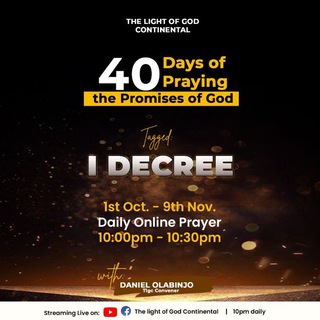 THE LIGHT OF GOD
CONTINENTAL
40 Days of
Praying
the Promises of God
Tagged
I DECREE
1st Oct. - 9th Nov.
Daily Online Prayer
10:00pm ~ 10:30pm
with:
DANIEL OLABINJO
Tlgc Convener
Streaming Live on: The light of God Continental | 10pm daily